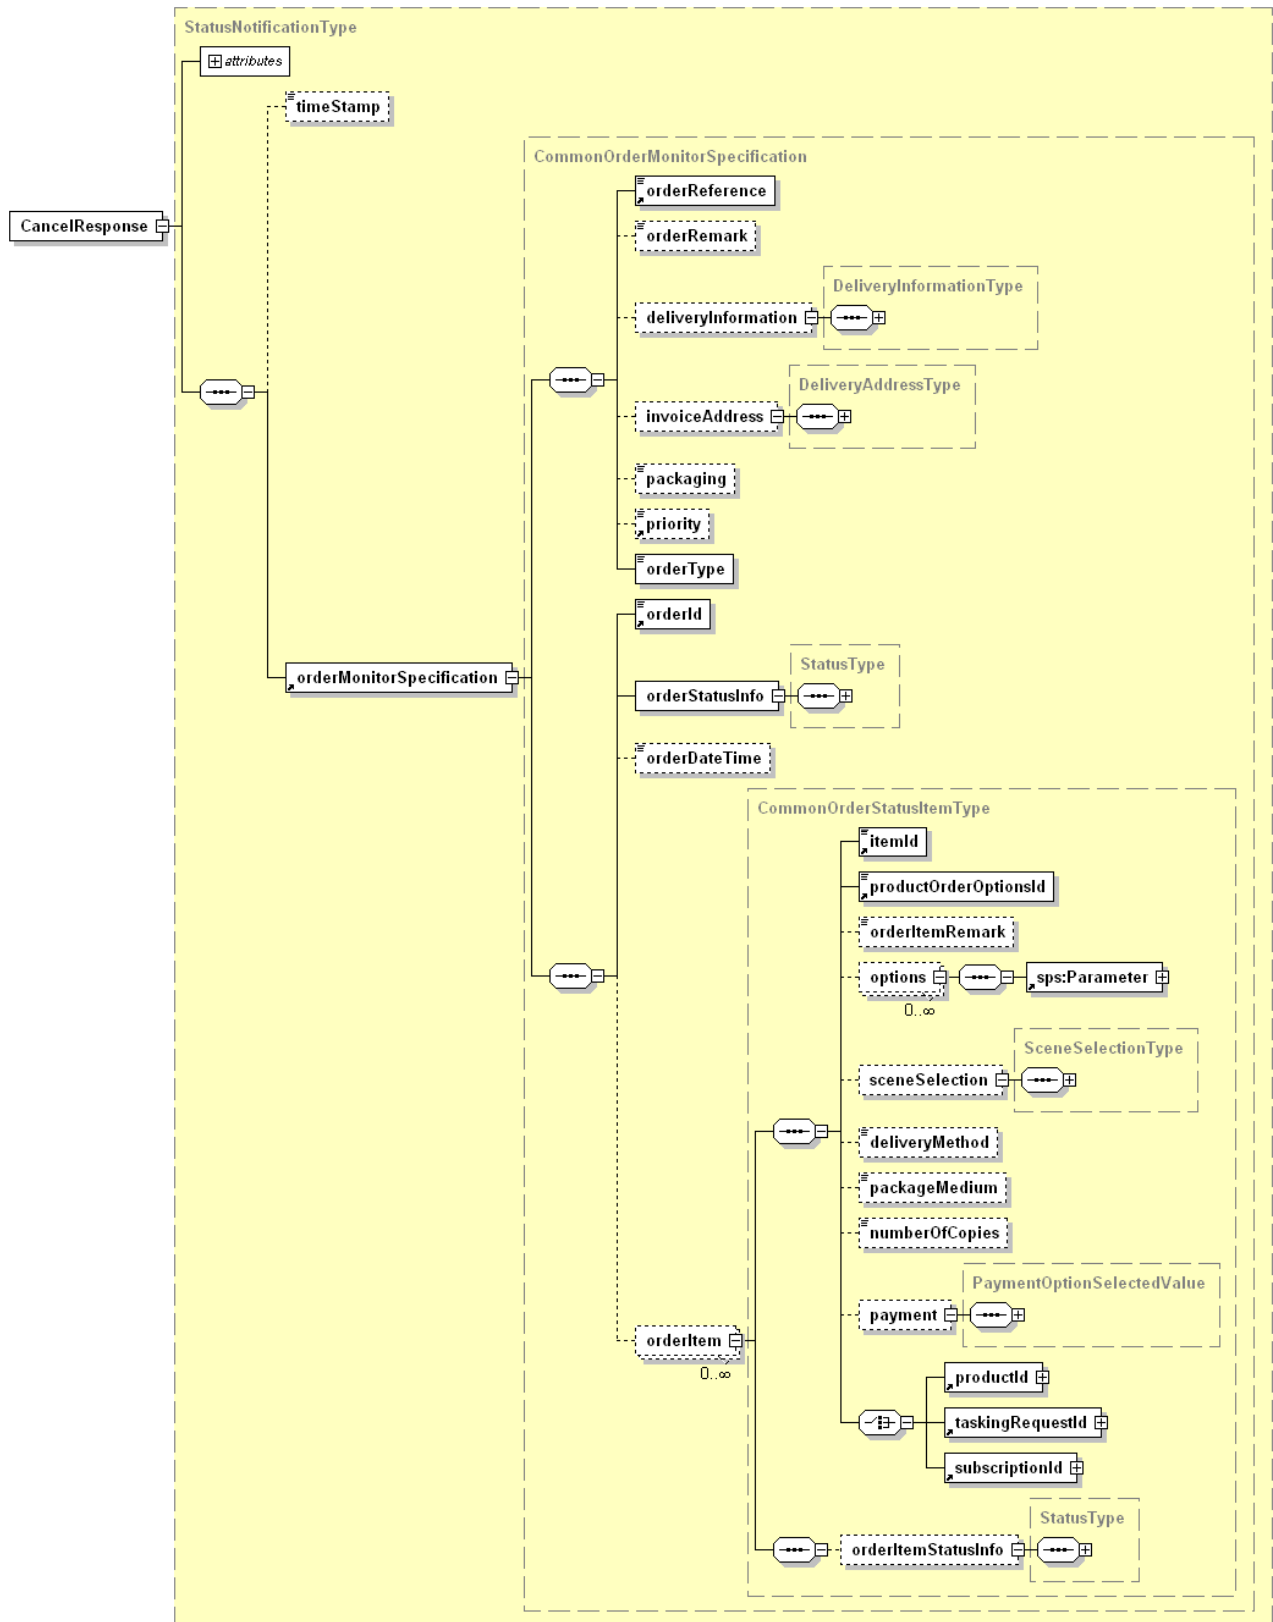 StatusNotificationType
attributes
timeStamp
CommonOrderMonitorSpecification
orderReference
CancelResponse
orderRemark
DeliveryInformationType
deliveryInformation
DeliveryAddressType
invoiceAddress
packaging
priority
orderType
orderId
StatusType
orderMonitorSpecification
orderStatusInfo
orderDateTime
CommonOrderStatusItemType
itemId
productOrderOptionsId
orderItemRemark
options
sps:Parameter
0..∞
SceneSelectionType
sceneSelection
deliveryMethod
packageMedium
numberOfCopies
PaymentOptionSelectedValue
payment
orderItem
0..∞
productId
taskingRequestId
subscriptionId
StatusType
orderItemStatusInfo